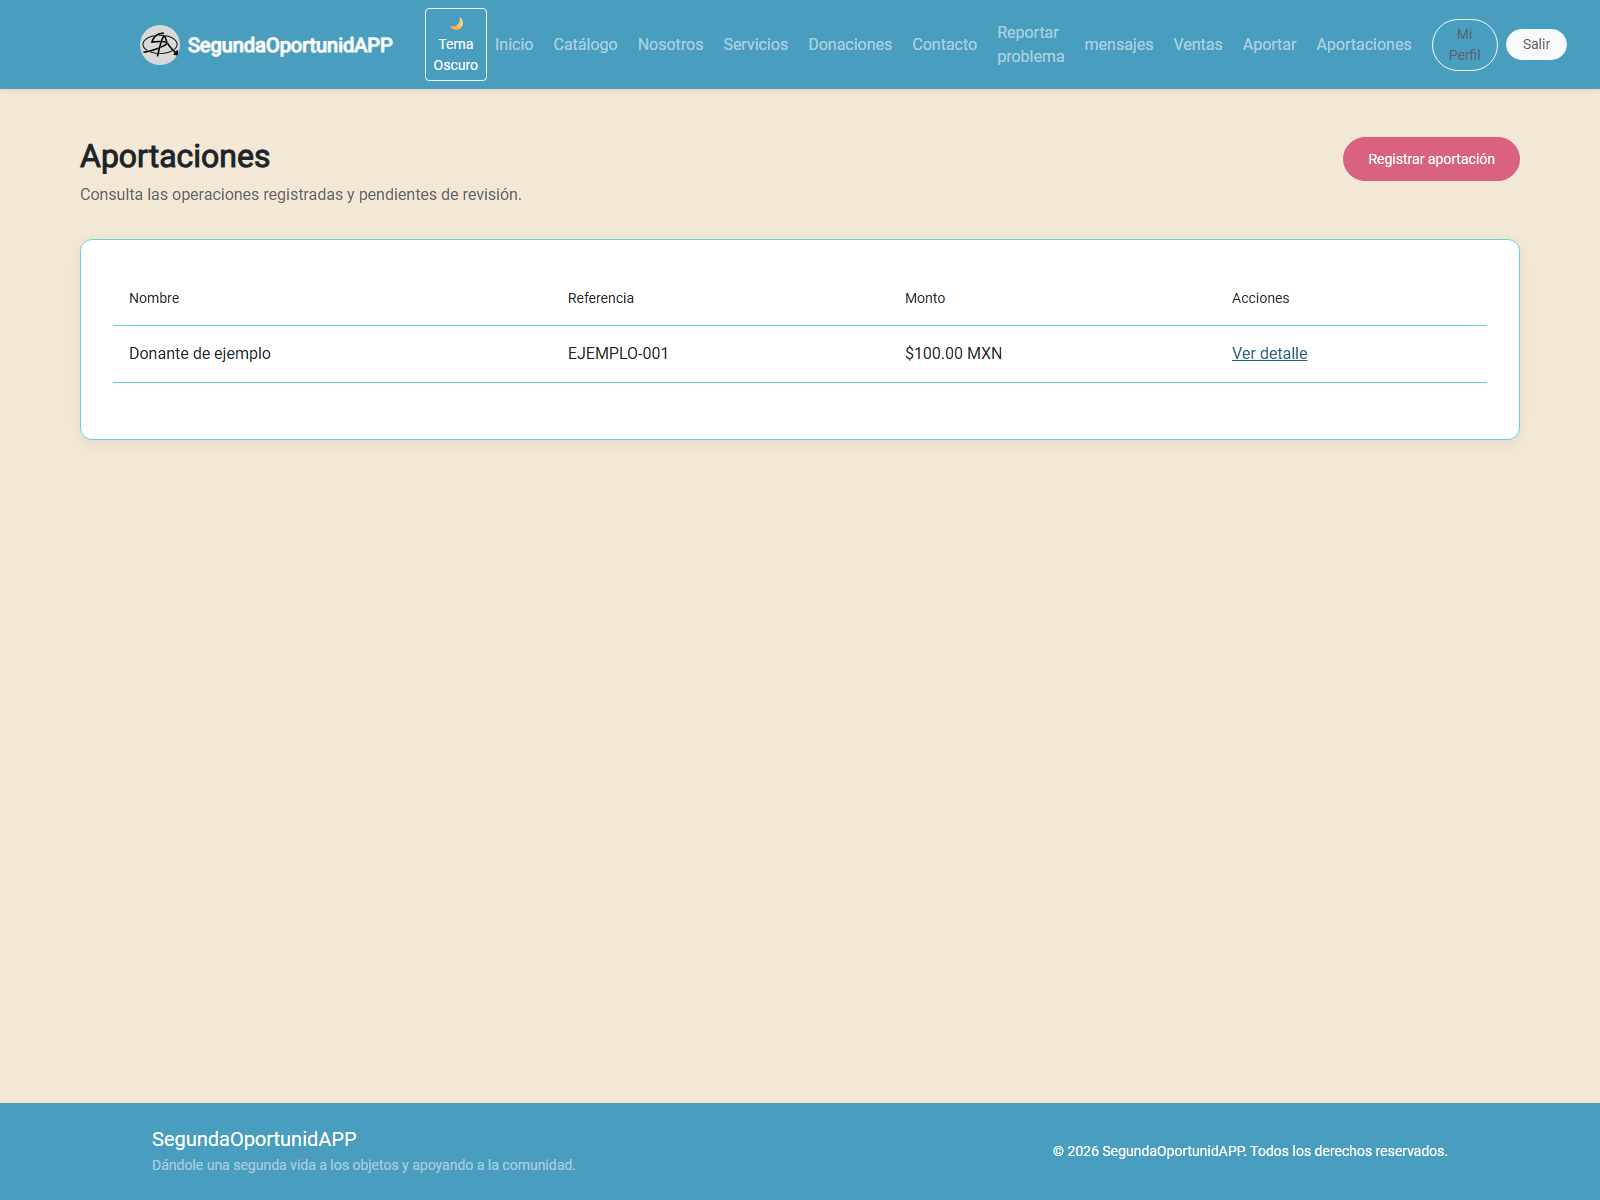 SegundaOportunidAPP
🌙
Tema
Oscuro
Inicio
Catálogo
Nosotros
Servicios
Donaciones
Contacto
Reportar
problema
mensajes
Ventas
Aportar
Aportaciones
Mi
Perfil
Salir
Aportaciones
Registrar aportación
Consulta las operaciones registradas y pendientes de revisión.
Nombre Referencia Monto Acciones
Donante de ejemplo EJEMPLO-001 $100.00 MXN Ver detalle
SegundaOportunidAPP
Dándole una segunda vida a los objetos y apoyando a la comunidad.
© 2026 SegundaOportunidAPP. Todos los derechos reservados.